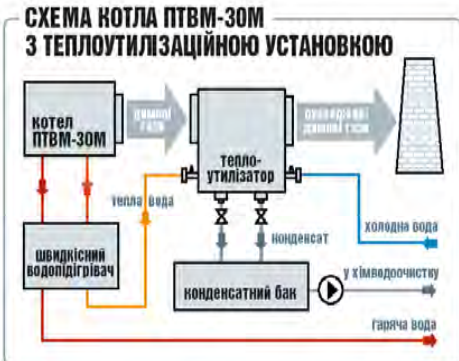 СХЕМА КОТЛА ПТВМ-30М
З ТЕПЛОУТИЛІЗАЦІЙНОЮ УСТАНОВКОЮ
котел
ПТВМ-30М
димові
гази
охолоджені
димові гази
тепло-
утилізатор
тепла вода
холодна вода
швидкісний
водопідігрівач
конденсат
конденсатний бак
у хімводоочистку
гаряча вода